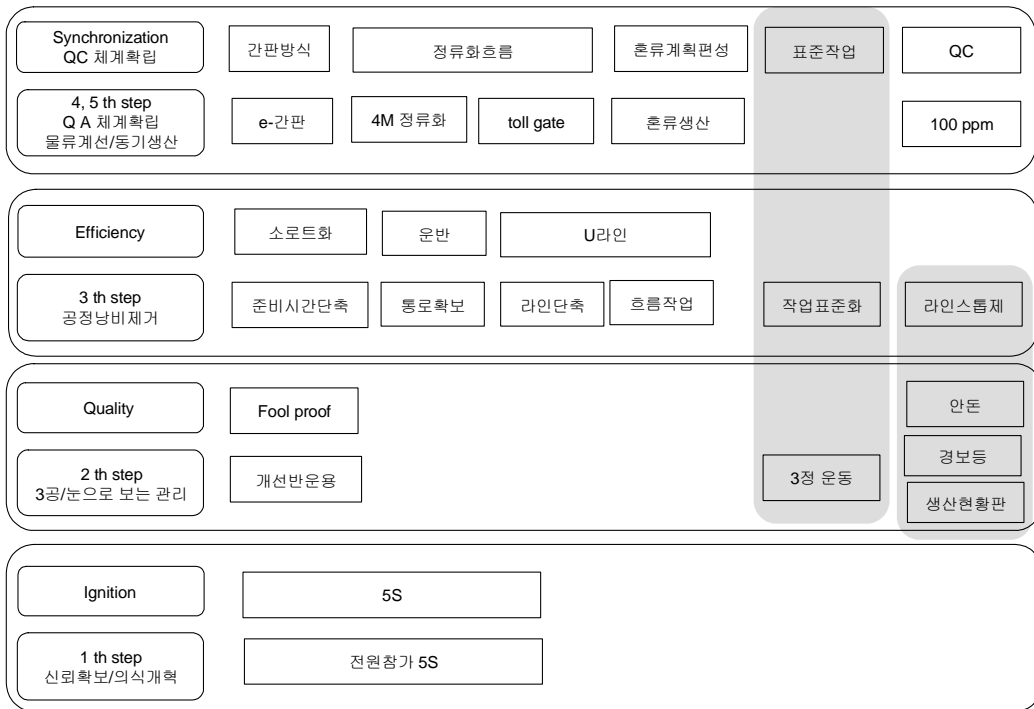 Synchronization
QC 체계확립
간판방식
정류화흐름
혼류계획편성
표준작업
QC
4, 5 th step
Q A 체계확립
물류계선/동기생산
e-간판
4M 정류화
toll gate
혼류생산
100 ppm
Efficiency
소로트화
운반
U라인
3 th step
공정낭비제거
준비시간단축
통로확보
라인단축
흐름작업
작업표준화
라인스톱제
Quality
Fool proof
안돈
2 th step
3공/눈으로 보는 관리
개선반운용
3정 운동
경보등
생산현황판
Ignition
5S
1 th step
신뢰확보/의식개혁
전원참가 5S